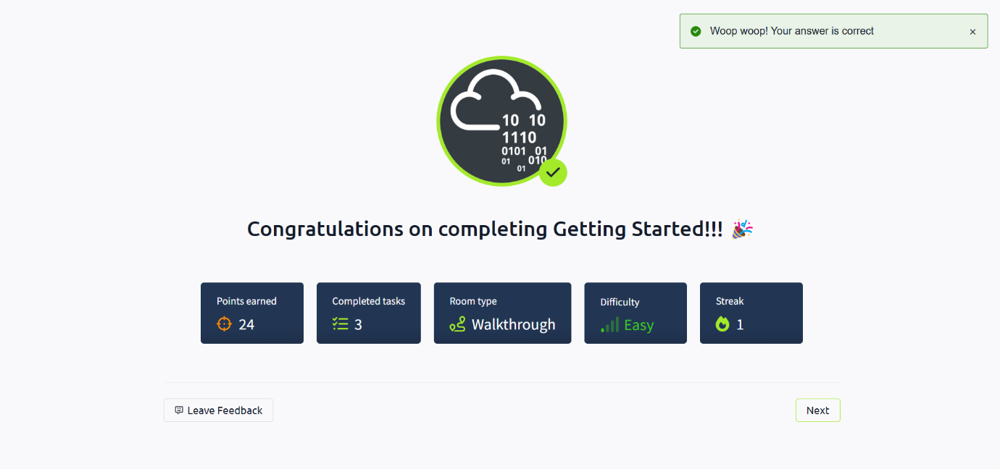 Woop woop! Your answer is correct
10 10
1110
0101 01
01 010
01
Congratulations on completing Getting Started!!! 🎉
Points earned
24
Completed tasks
3
Room type
Walkthrough
Difficulty
Easy
Streak
1
Leave Feedback
Next